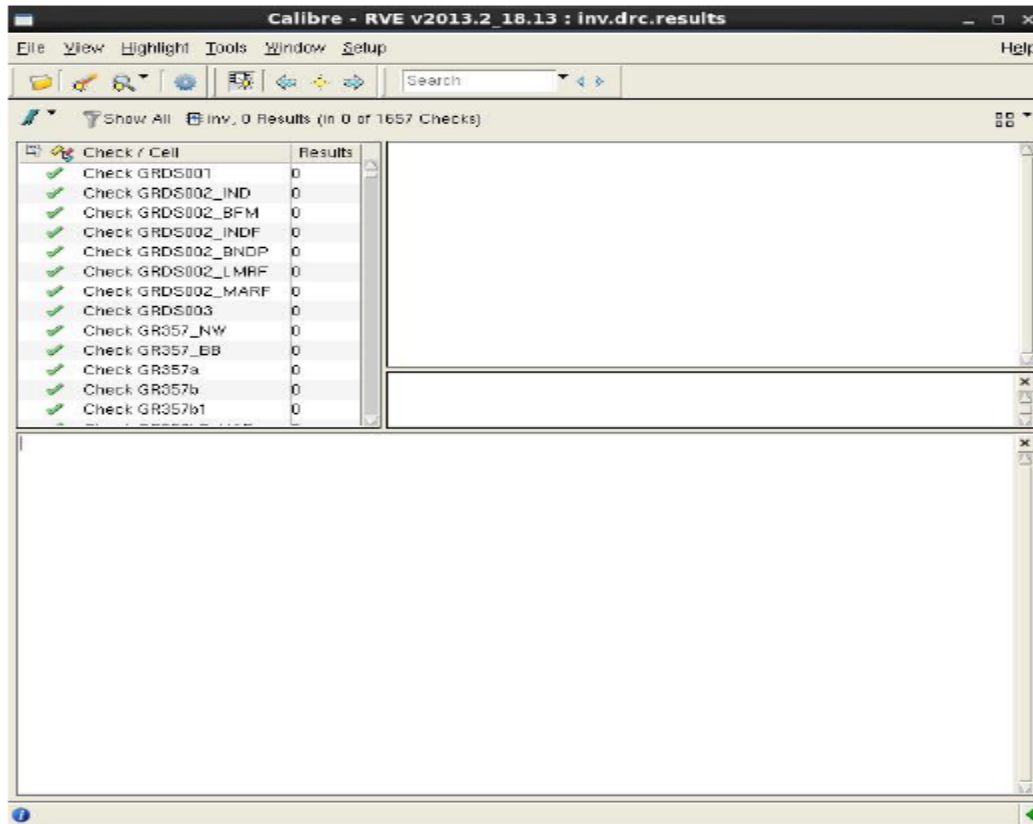 Calibre - RVE v2013.2_18.13 : inv.drc.results
File View Highlight Tools Window Setup Help
Search
Show All inv, 0 Results (in 0 of 1657 Checks)
Check / Cell Results
Check GRDS001 0
Check GRDS002_IND 0
Check GRDS002_BFM 0
Check GRDS002_INDF 0
Check GRDS002_BNDP 0
Check GRDS002_LMRF 0
Check GRDS002_MARF 0
Check GRDS003 0
Check GR357_NW 0
Check GR357_BB 0
Check GR357a 0
Check GR357b 0
Check GR357b1 0